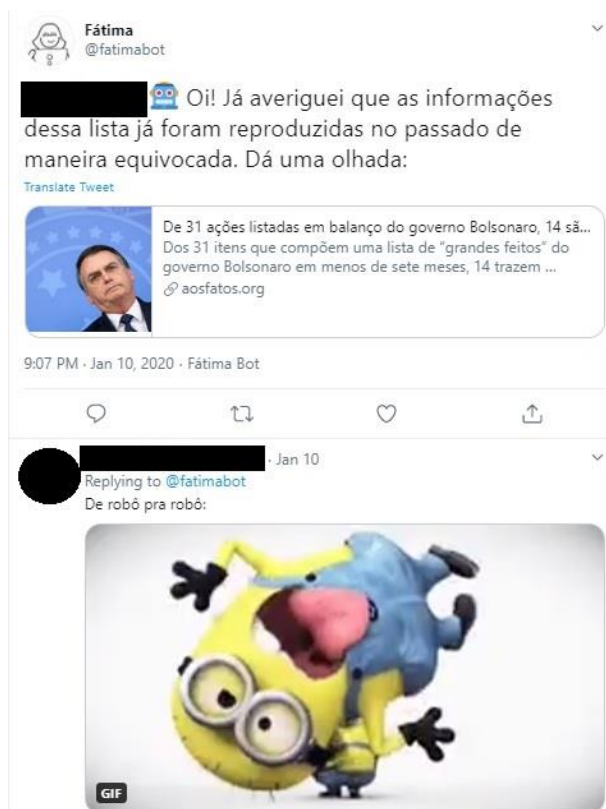 Fátima
@fatimabot
Oi! Já averiguei que as informações
dessa lista já foram reproduzidas no passado de
maneira equivocada. Dá uma olhada:
Translate Tweet
De 31 ações listadas em balanço do governo Bolsonaro, 14 sã...
Dos 31 itens que compõem uma lista de “grandes feitos” do
governo Bolsonaro em menos de sete meses, 14 trazem ...
aosfatos.org
9:07 PM · Jan 10, 2020 · Fátima Bot
· Jan 10
Replying to @fatimabot
De robô pra robô:
GIF